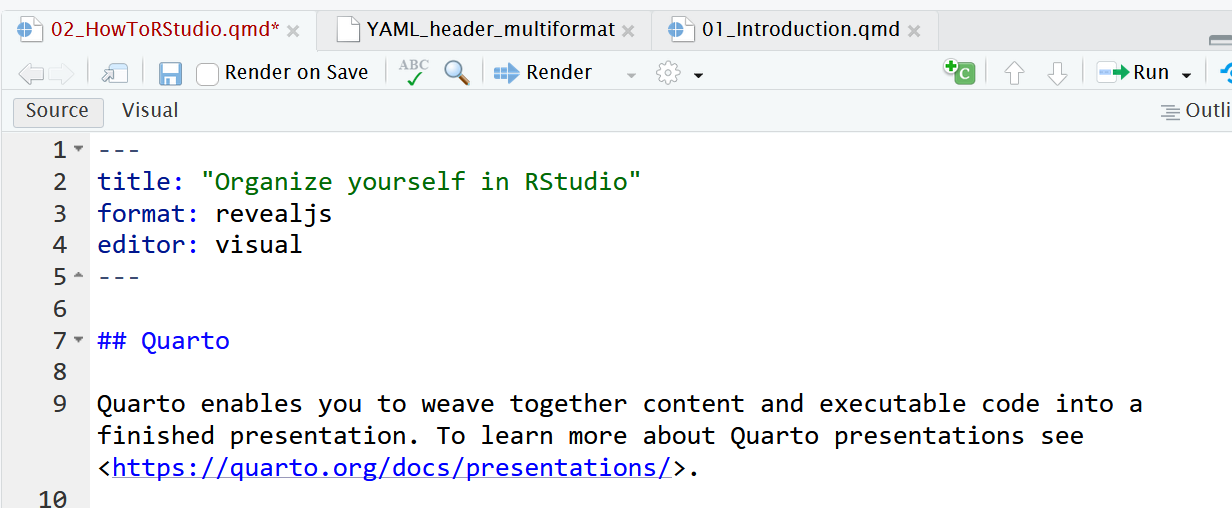 02_HowToRStudio.qmd* YAML_header_multiformat 01_Introduction.qmd
Render on Save ABC Render C Run
Source Visual Outli
1 ---
2 title: "Organize yourself in RStudio"
3 format: revealjs
4 editor: visual
5 ---
6
7 ## Quarto
8
9 Quarto enables you to weave together content and executable code into a
finished presentation. To learn more about Quarto presentations see
<https://quarto.org/docs/presentations/>.
10